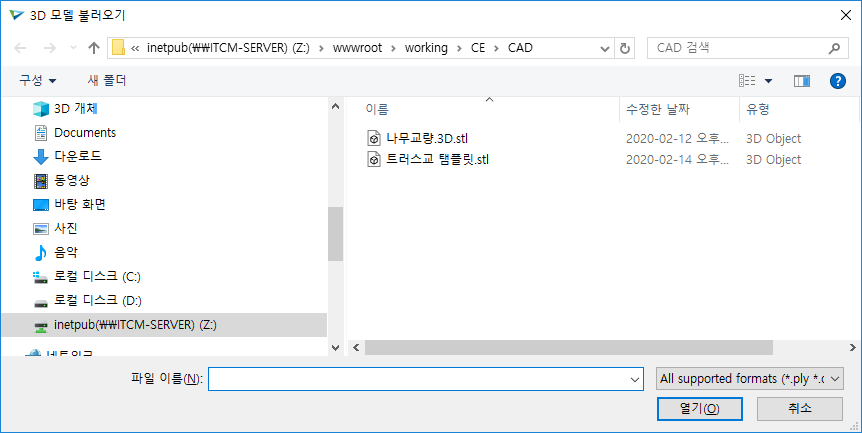 3D 모델 불러오기
« inetpub(₩₩ITCM-SERVER) (Z:) > wwwroot > working > CE > CAD
CAD 검색
구성
새 폴더
3D 개체
Documents
다운로드
동영상
바탕 화면
사진
음악
로컬 디스크 (C:)
로컬 디스크 (D:)
inetpub(₩₩ITCM-SERVER) (Z:)
네트워크
이름 수정한 날짜 유형
나무교량.3D.stl 2020-02-12 오후... 3D Object
트러스교 탬플릿.stl 2020-02-14 오후... 3D Object
파일 이름(N):
All supported formats (*.ply *.c
열기(O) 취소